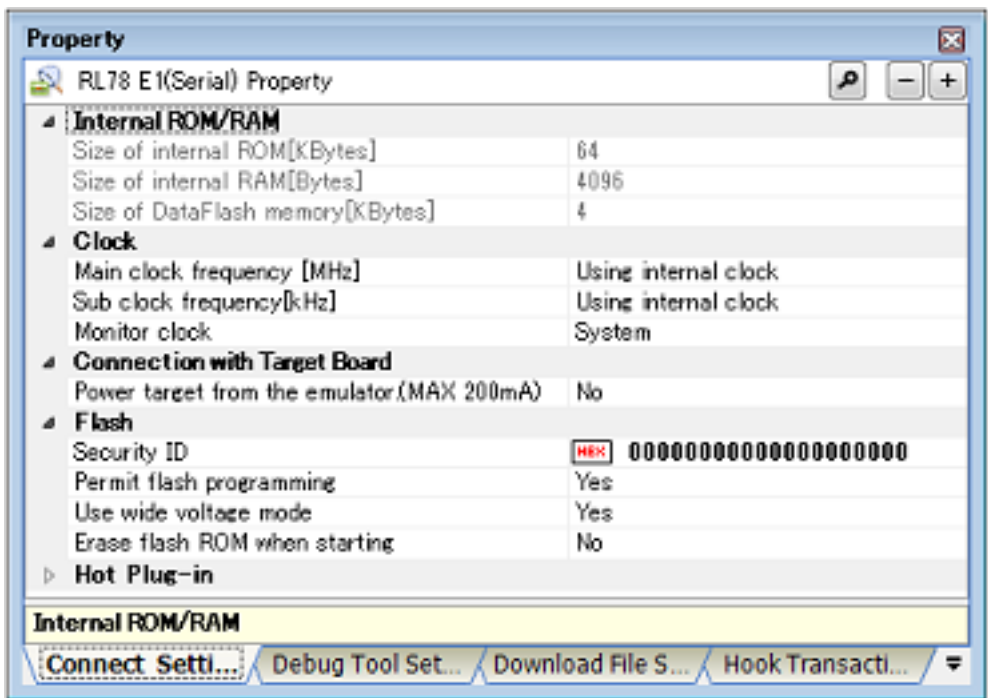 Property
RL78 E1(Serial) Property
Internal ROM/RAM
Size of internal ROM[KBytes] 64
Size of internal RAM[Bytes] 4096
Size of DataFlash memory[KBytes] 4
Clock
Main clock frequency [MHz] Using internal clock
Sub clock frequency[kHz] Using internal clock
Monitor clock System
Connection with Target Board
Power target from the emulator.(MAX 200mA) No
Flash
Security ID HEX 00000000000000000000
Permit flash programming Yes
Use wide voltage mode Yes
Erase flash ROM when starting No
Hot Plug-in
Internal ROM/RAM
Connect Setti... Debug Tool Set... Download File S... Hook Transacti...